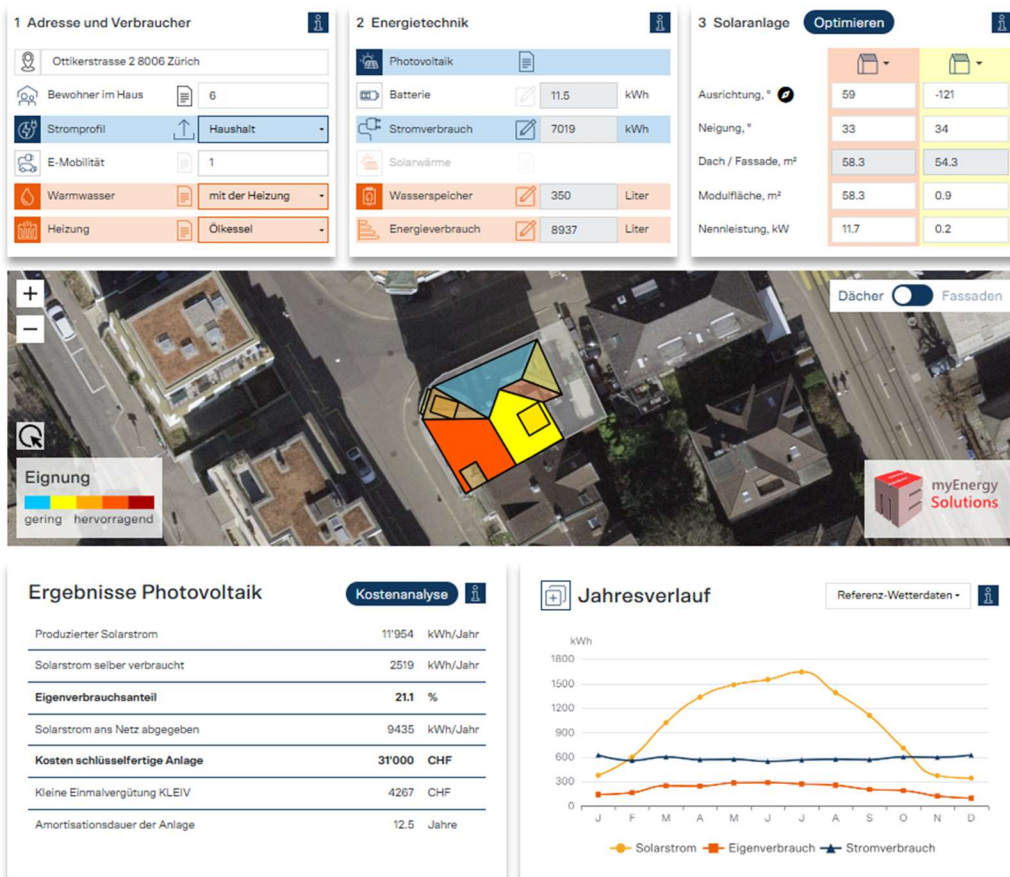 1 Adresse und Verbraucher
Ottikerstrasse 2 8006 Zürich
Bewohner im Haus 6
Stromprofil Haushalt
E-Mobilität 1
Warmwasser mit der Heizung
Heizung Ölkessel
2 Energietechnik
Photovoltaik
Batterie 11.5 kWh
Stromverbrauch 7019 kWh
Solarwärme
Wasserspeicher 350 Liter
Energieverbrauch 8937 Liter
3 Solaranlage Optimieren
Ausrichtung, ° 59 -121
Neigung, ° 33 34
Dach / Fassade, m² 58.3 54.3
Modulfläche, m² 58.3 0.9
Nennleistung, kW 11.7 0.2
+
−
Dächer Fassaden
Eignung
gering hervorragend
myEnergy
Solutions
Ergebnisse Photovoltaik Kostenanalyse
Produzierter Solarstrom 11'954 kWh/Jahr
Solarstrom selber verbraucht 2519 kWh/Jahr
Eigenverbrauchsanteil 21.1 %
Solarstrom ans Netz abgegeben 9435 kWh/Jahr
Kosten schlüsselfertige Anlage 31'000 CHF
Kleine Einmalvergütung KLEIV 4267 CHF
Amortisationsdauer der Anlage 12.5 Jahre
Jahresverlauf Referenz-Wetterdaten
kWh
1800
1500
1200
900
600
300
0
J F M A M J J A S O N D
Solarstrom Eigenverbrauch Stromverbrauch